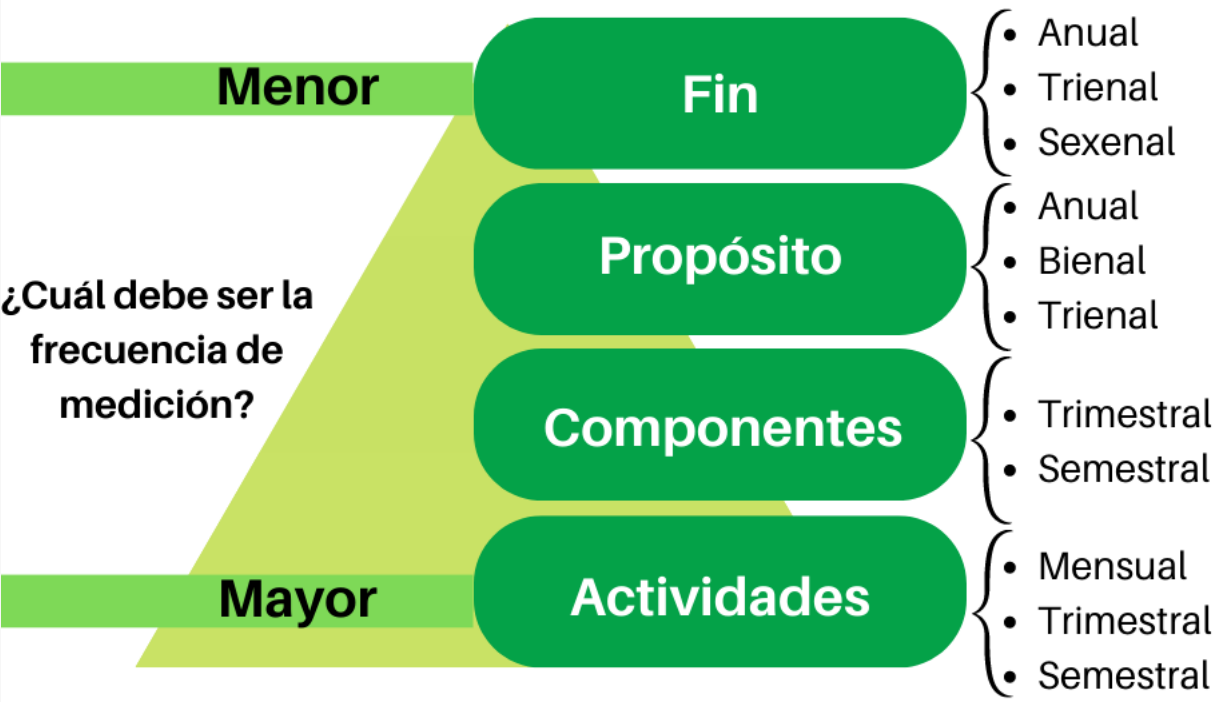 Menor
Fin
Anual
Trienal
Sexenal
Propósito
Anual
Bienal
Trienal
¿Cuál debe ser la
frecuencia de
medición?
Componentes
Trimestral
Semestral
Mayor
Actividades
Mensual
Trimestral
Semestral